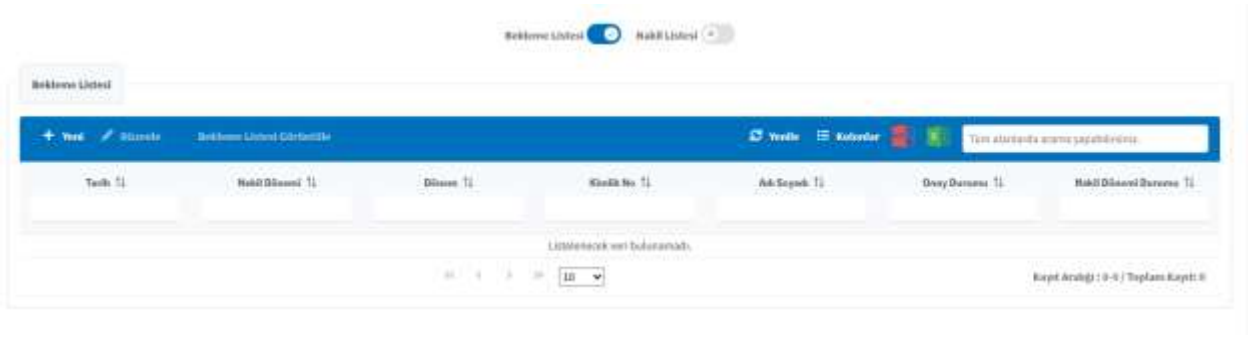 Bekleme Listesi Nakil Listesi
Bekleme Listesi
Yeni Düzenle Bekleme Listesi Görüntüle Yenile Kolonlar Tüm alanlarda arama yapabilirsiniz.
Tarih Nakil Dönemi Dönem Kimlik No Adı Soyadı Onay Durumu Nakil Dönemi Durumu
Listelenecek veri bulunamadı.
10 Kayıt Aralığı : 0-0 / Toplam Kayıt: 0